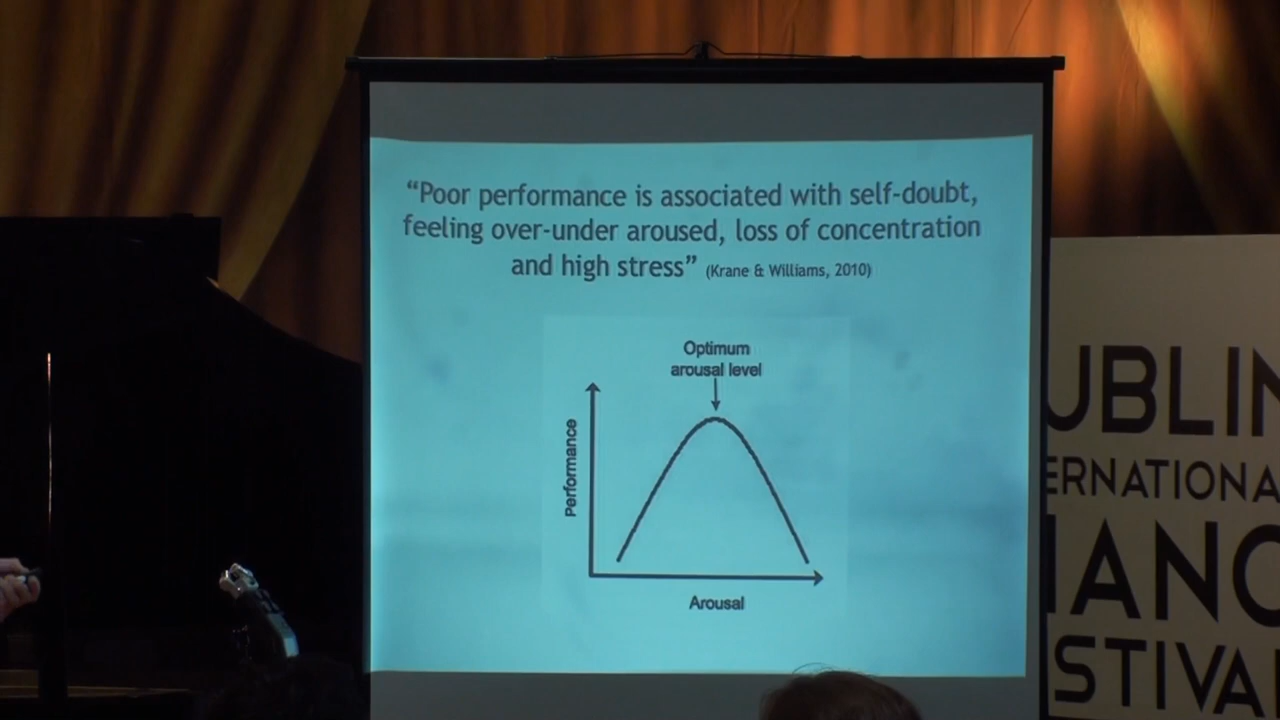 “Poor performance is associated with self-doubt,
feeling over-under aroused, loss of concentration
and high stress” (Krane & Williams, 2010)
Optimum
arousal level
Performance
Arousal
UBLIN
ERNATIONA
IANO
STIVA